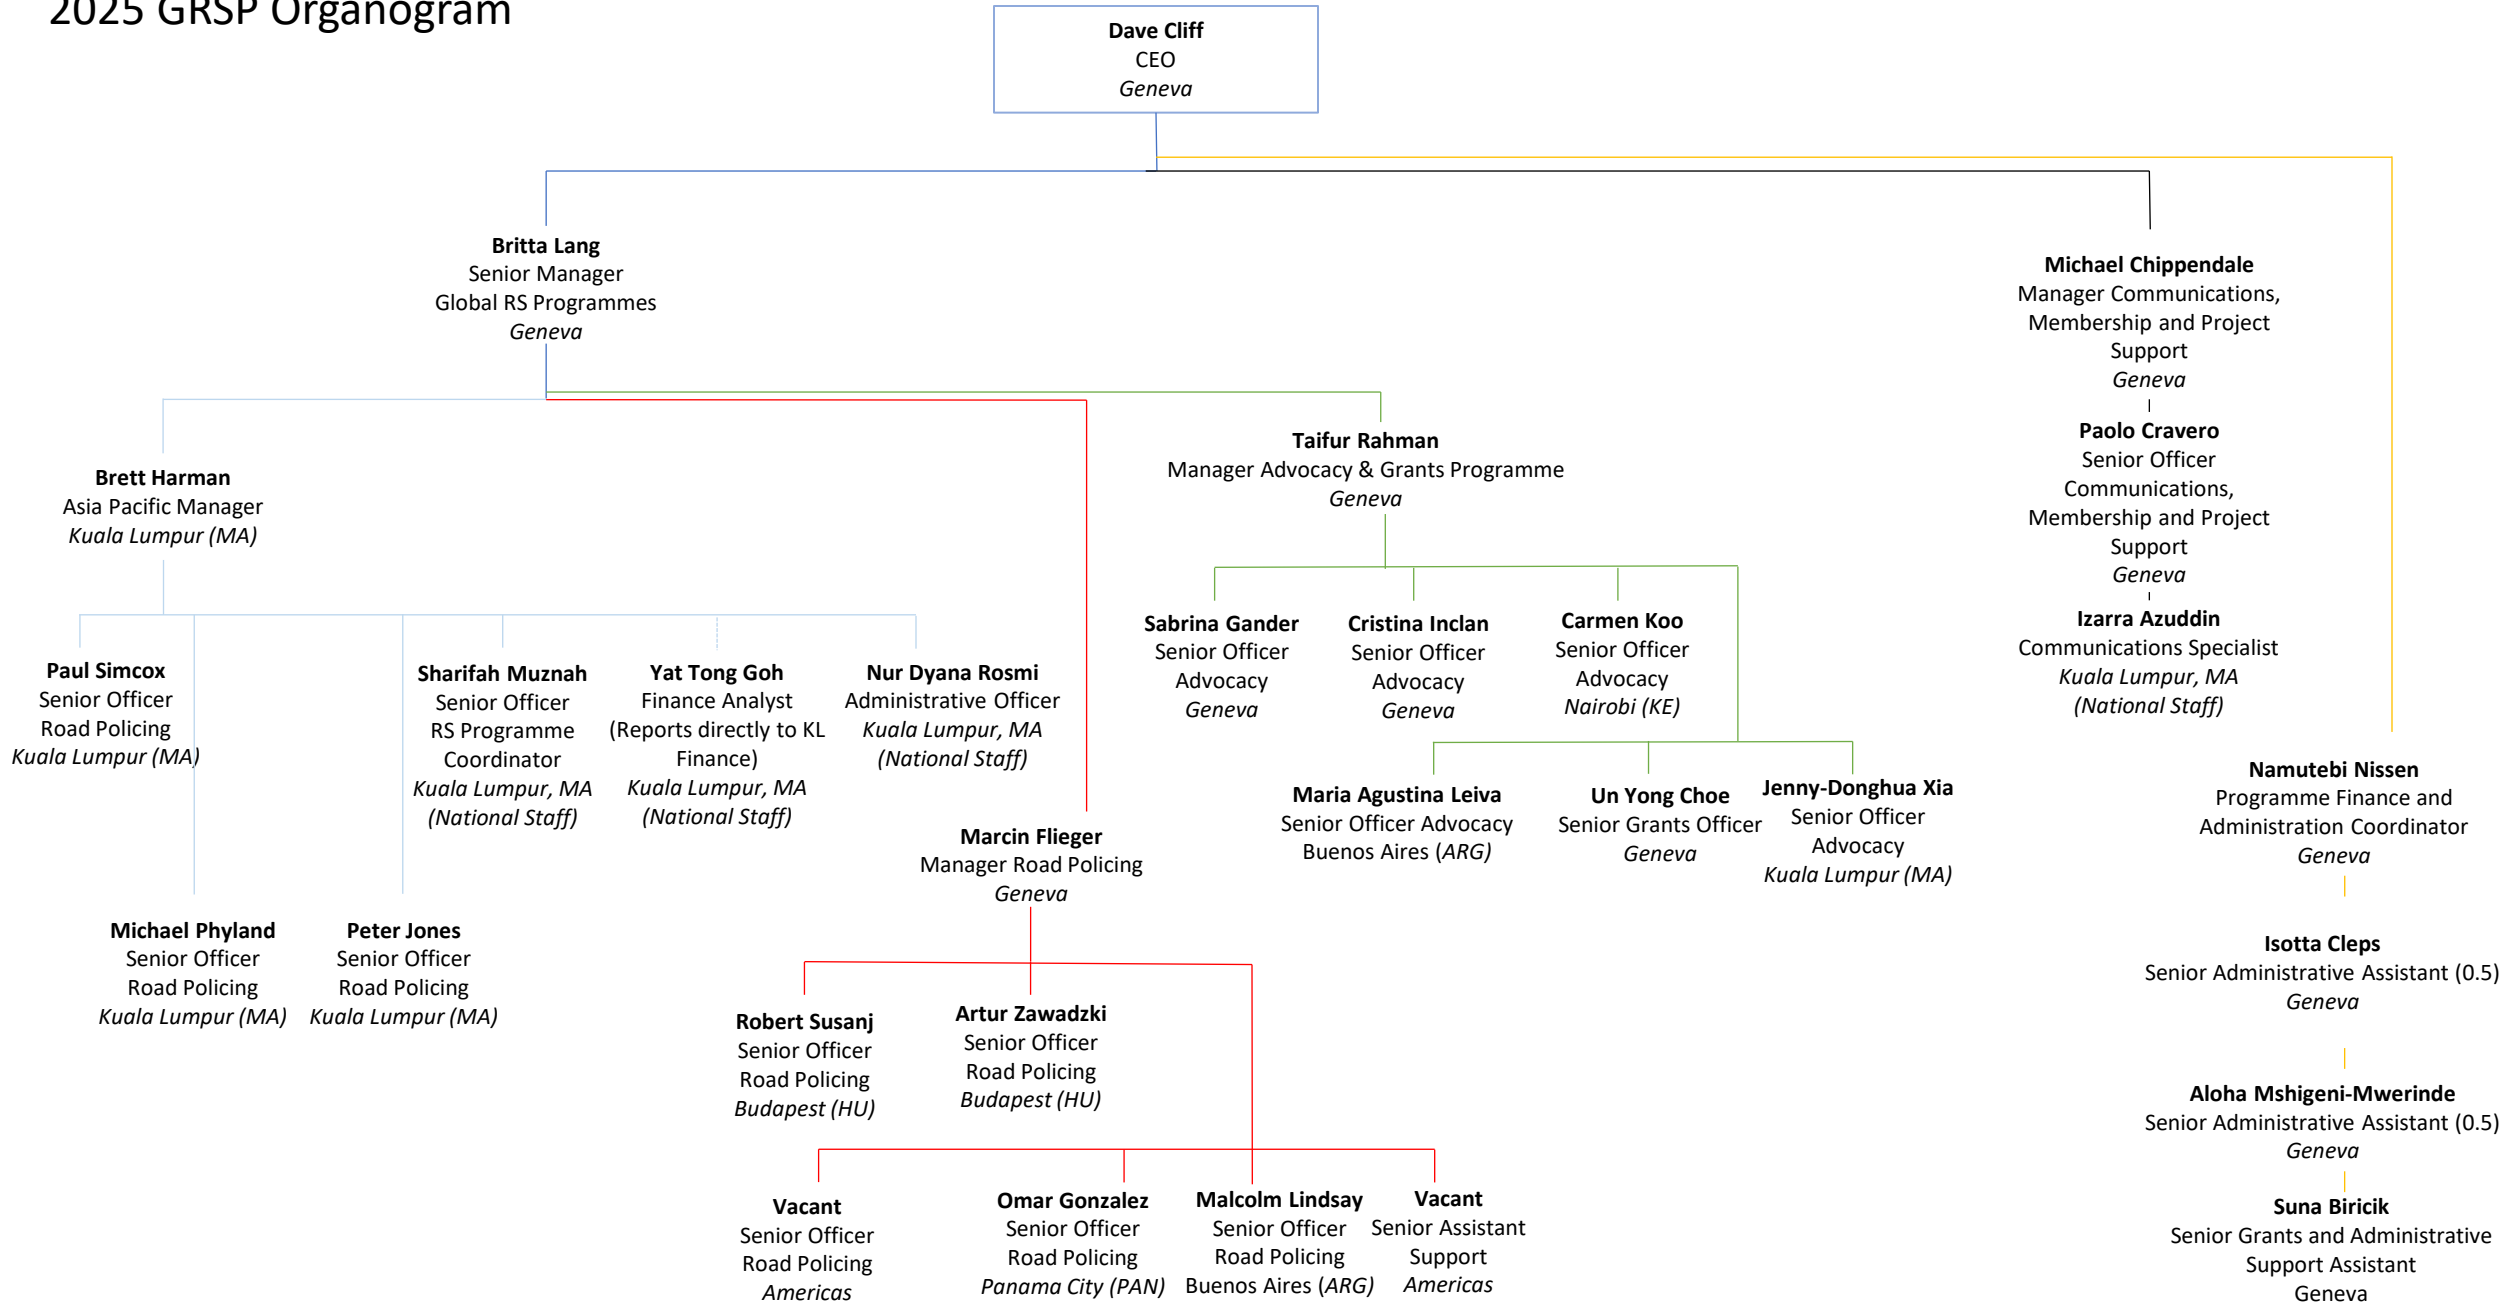 2025 GRSP Organogram
Dave Cliff
CEO
Geneva
Britta Lang
Senior Manager
Global RS Programmes
Geneva
Michael Chippendale
Manager Communications,
Membership and Project
Support
Geneva
Paolo Cravero
Senior Officer
Communications,
Membership and Project
Support
Geneva
Izarra Azuddin
Communications Specialist
Kuala Lumpur, MA
(National Staff)
Brett Harman
Asia Pacific Manager
Kuala Lumpur (MA)
Taifur Rahman
Manager Advocacy & Grants Programme
Geneva
Sabrina Gander
Senior Officer
Advocacy
Geneva
Cristina Inclan
Senior Officer
Advocacy
Geneva
Carmen Koo
Senior Officer
Advocacy
Nairobi (KE)
Paul Simcox
Senior Officer
Road Policing
Kuala Lumpur (MA)
Sharifah Muznah
Senior Officer
RS Programme
Coordinator
Kuala Lumpur, MA
(National Staff)
Yat Tong Goh
Finance Analyst
(Reports directly to KL
Finance)
Kuala Lumpur, MA
(National Staff)
Nur Dyana Rosmi
Administrative Officer
Kuala Lumpur, MA
(National Staff)
Maria Agustina Leiva
Senior Officer Advocacy
Buenos Aires (ARG)
Un Yong Choe
Senior Grants Officer
Geneva
Jenny-Donghua Xia
Senior Officer
Advocacy
Kuala Lumpur (MA)
Namutebi Nissen
Programme Finance and
Administration Coordinator
Geneva
Marcin Flieger
Manager Road Policing
Geneva
Michael Phyland
Senior Officer
Road Policing
Kuala Lumpur (MA)
Peter Jones
Senior Officer
Road Policing
Kuala Lumpur (MA)
Isotta Cleps
Senior Administrative Assistant (0.5)
Geneva
Robert Susanj
Senior Officer
Road Policing
Budapest (HU)
Artur Zawadzki
Senior Officer
Road Policing
Budapest (HU)
Aloha Mshigeni-Mwerinde
Senior Administrative Assistant (0.5)
Geneva
Vacant
Senior Officer
Road Policing
Americas
Omar Gonzalez
Senior Officer
Road Policing
Panama City (PAN)
Malcolm Lindsay
Senior Officer
Road Policing
Buenos Aires (ARG)
Vacant
Senior Assistant
Support
Americas
Suna Biricik
Senior Grants and Administrative
Support Assistant
Geneva